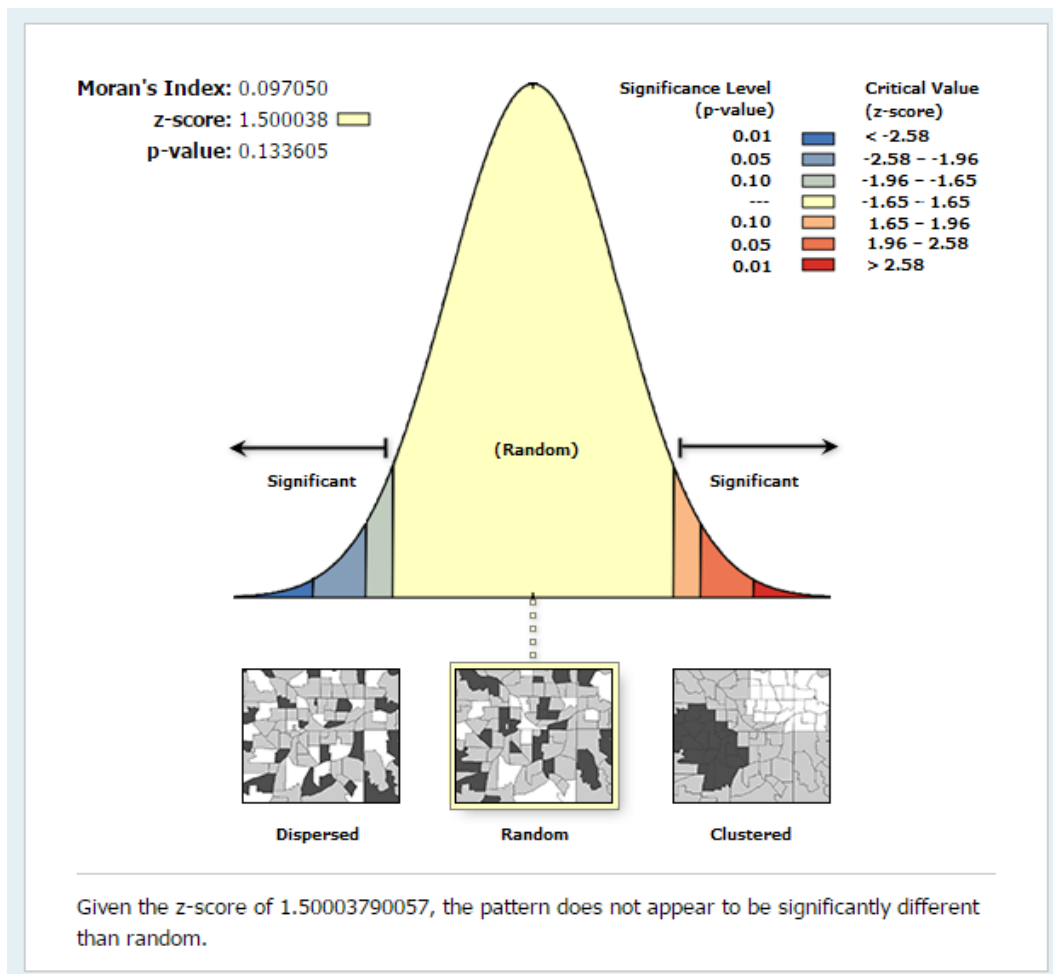 Moran's Index: 0.097050
z-score: 1.500038
p-value: 0.133605
Significance Level
(p-value)
Critical Value
(z-score)
0.01 < -2.58
0.05 -2.58 – -1.96
0.10 -1.96 – -1.65
--- -1.65 – 1.65
0.10 1.65 – 1.96
0.05 1.96 – 2.58
0.01 > 2.58
(Random)
Significant
Significant
Dispersed
Random
Clustered
Given the z-score of 1.50003790057, the pattern does not appear to be significantly different
than random.